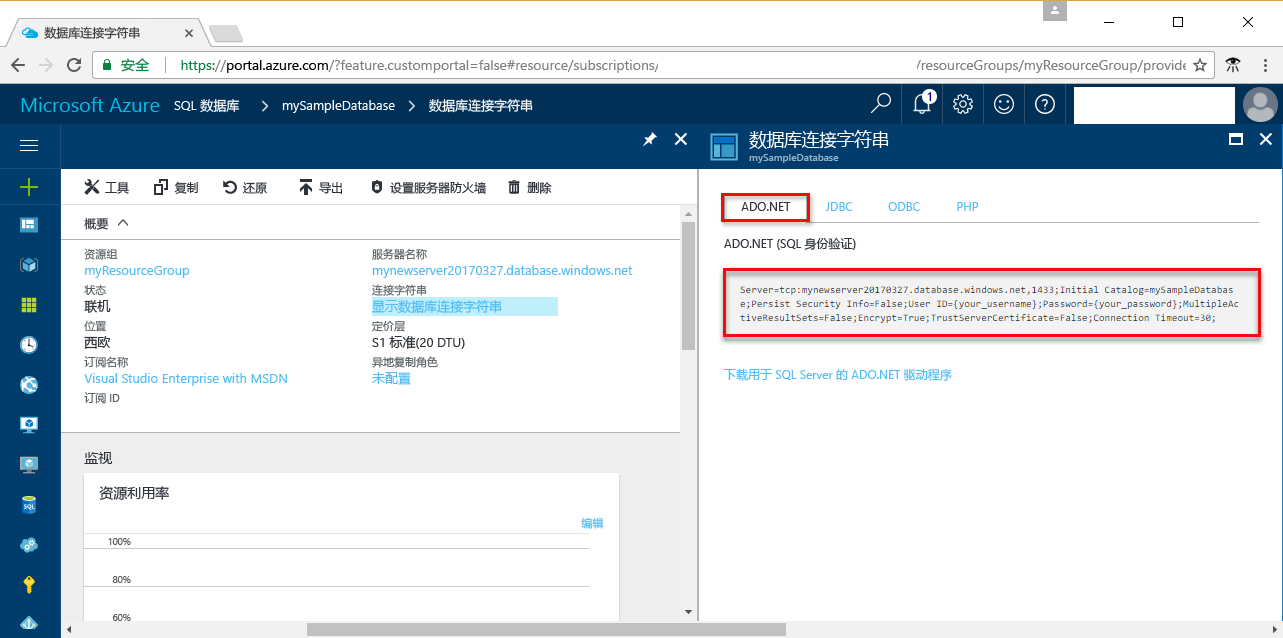 数据库连接字符串
安全
https://portal.azure.com/?feature.customportal=false#resource/subscriptions/
/resourceGroups/myResourceGroup/provide
Microsoft Azure SQL 数据库 > mySampleDatabase > 数据库连接字符串
1
数据库连接字符串
mySampleDatabase
工具 复制 还原 导出 设置服务器防火墙 删除
概要
资源组
myResourceGroup
状态
联机
位置
西欧
订阅名称
Visual Studio Enterprise with MSDN
订阅 ID
服务器名称
mynewserver20170327.database.windows.net
连接字符串
显示数据库连接字符串
定价层
S1 标准(20 DTU)
异地复制角色
未配置
监视
资源利用率
编辑
100%
80%
60%
SQL
ADO.NET JDBC ODBC PHP
ADO.NET (SQL 身份验证)
Server=tcp:mynewserver20170327.database.windows.net,1433;Initial Catalog=mySampleDatabas
e;Persist Security Info=False;User ID={your_username};Password={your_password};MultipleAc
tiveResultSets=False;Encrypt=True;TrustServerCertificate=False;Connection Timeout=30;
下载用于 SQL Server 的 ADO.NET 驱动程序